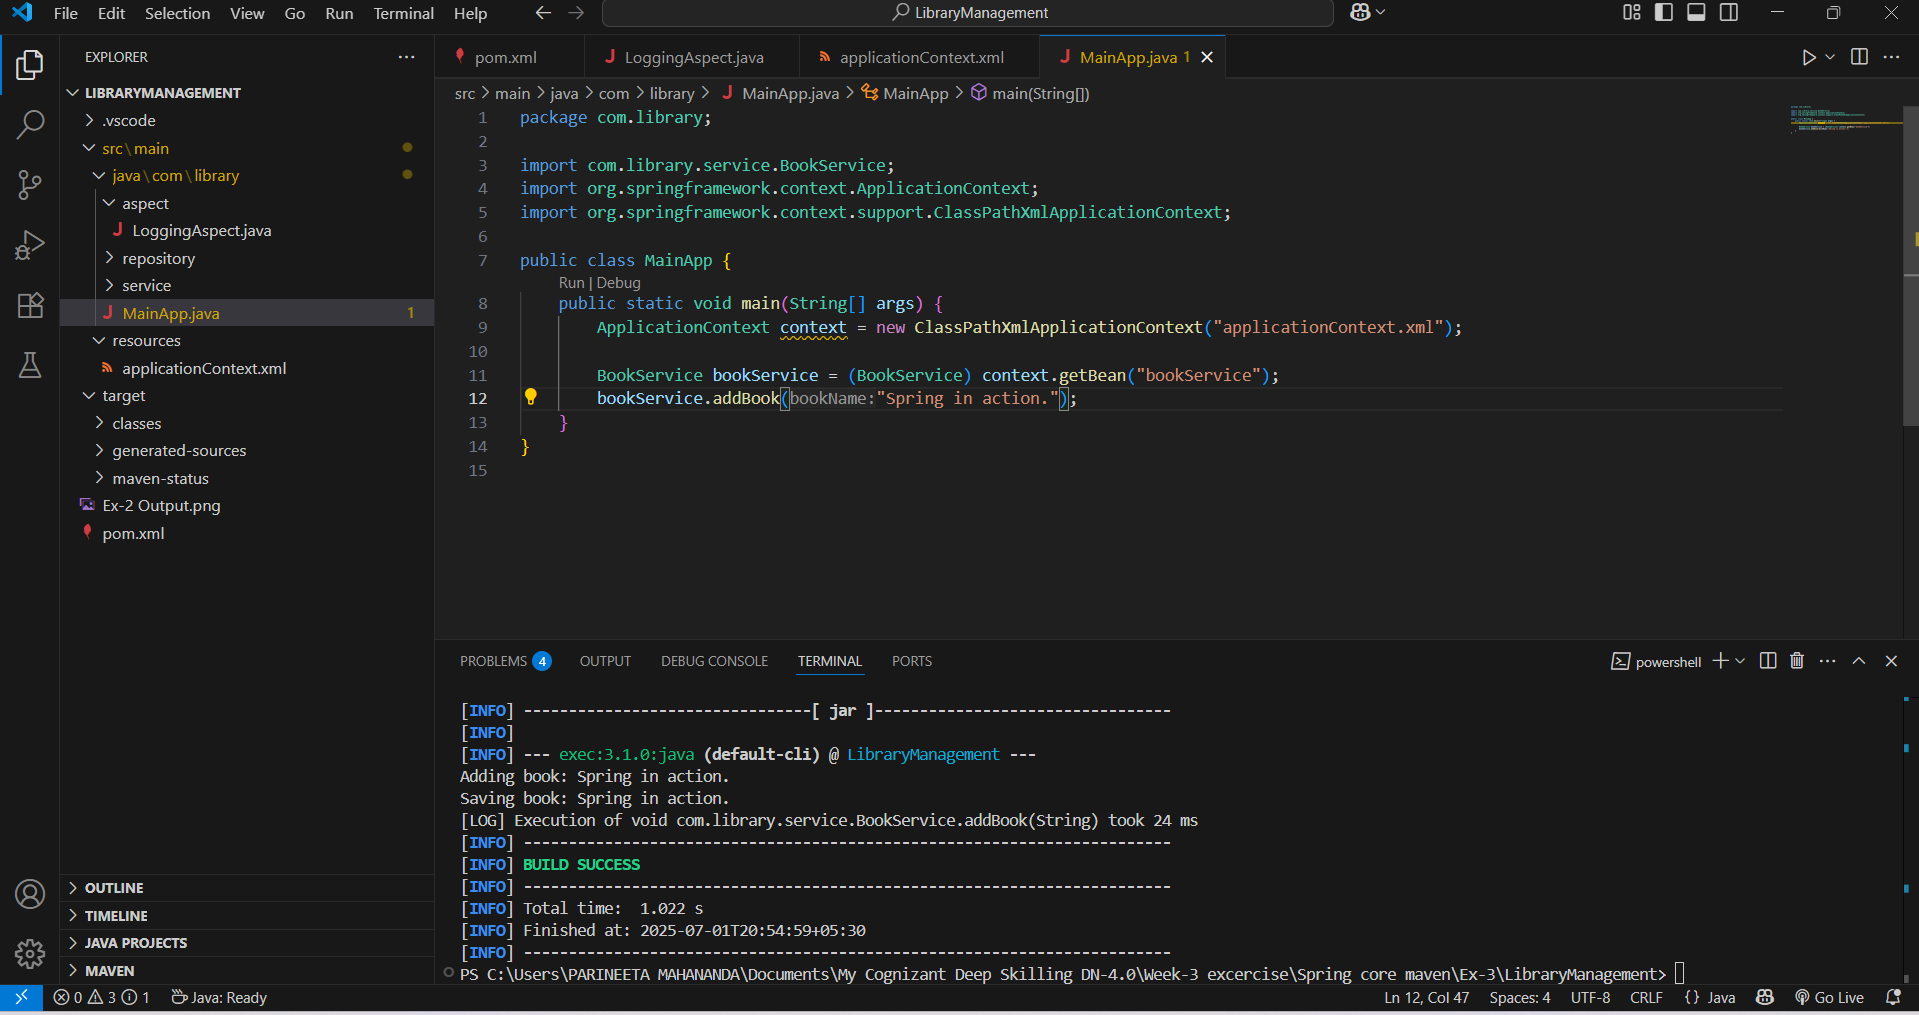 File Edit Selection View Go Run Terminal Help
LibraryManagement
EXPLORER
LIBRARYMANAGEMENT
.vscode
src\main
java\com\library
aspect
LoggingAspect.java
repository
service
MainApp.java 1
resources
applicationContext.xml
target
classes
generated-sources
maven-status
Ex-2 Output.png
pom.xml
OUTLINE
TIMELINE
JAVA PROJECTS
MAVEN
pom.xml LoggingAspect.java applicationContext.xml MainApp.java 1
src > main > java > com > library > MainApp.java > MainApp > main(String[])
1 package com.library;
2
3 import com.library.service.BookService;
4 import org.springframework.context.ApplicationContext;
5 import org.springframework.context.support.ClassPathXmlApplicationContext;
6
7 public class MainApp {
Run | Debug
8 public static void main(String[] args) {
9 ApplicationContext context = new ClassPathXmlApplicationContext("applicationContext.xml");
10
11 BookService bookService = (BookService) context.getBean("bookService");
12 bookService.addBook(bookName:"Spring in action.");
13 }
14 }
15
PROBLEMS 4 OUTPUT DEBUG CONSOLE TERMINAL PORTS
powershell
[INFO] --------------------------------[ jar ]---------------------------------
[INFO]
[INFO] --- exec:3.1.0:java (default-cli) @ LibraryManagement ---
Adding book: Spring in action.
Saving book: Spring in action.
[LOG] Execution of void com.library.service.BookService.addBook(String) took 24 ms
[INFO] ------------------------------------------------------------------------
[INFO] BUILD SUCCESS
[INFO] ------------------------------------------------------------------------
[INFO] Total time:  1.022 s
[INFO] Finished at: 2025-07-01T20:54:59+05:30
[INFO] ------------------------------------------------------------------------
PS C:\Users\PARINEETA MAHANANDA\Documents\My Cognizant Deep Skilling DN-4.0\Week-3 excercise\Spring core maven\Ex-3\LibraryManagement>
0 3 1 Java: Ready Ln 12, Col 47 Spaces: 4 UTF-8 CRLF {} Java Go Live